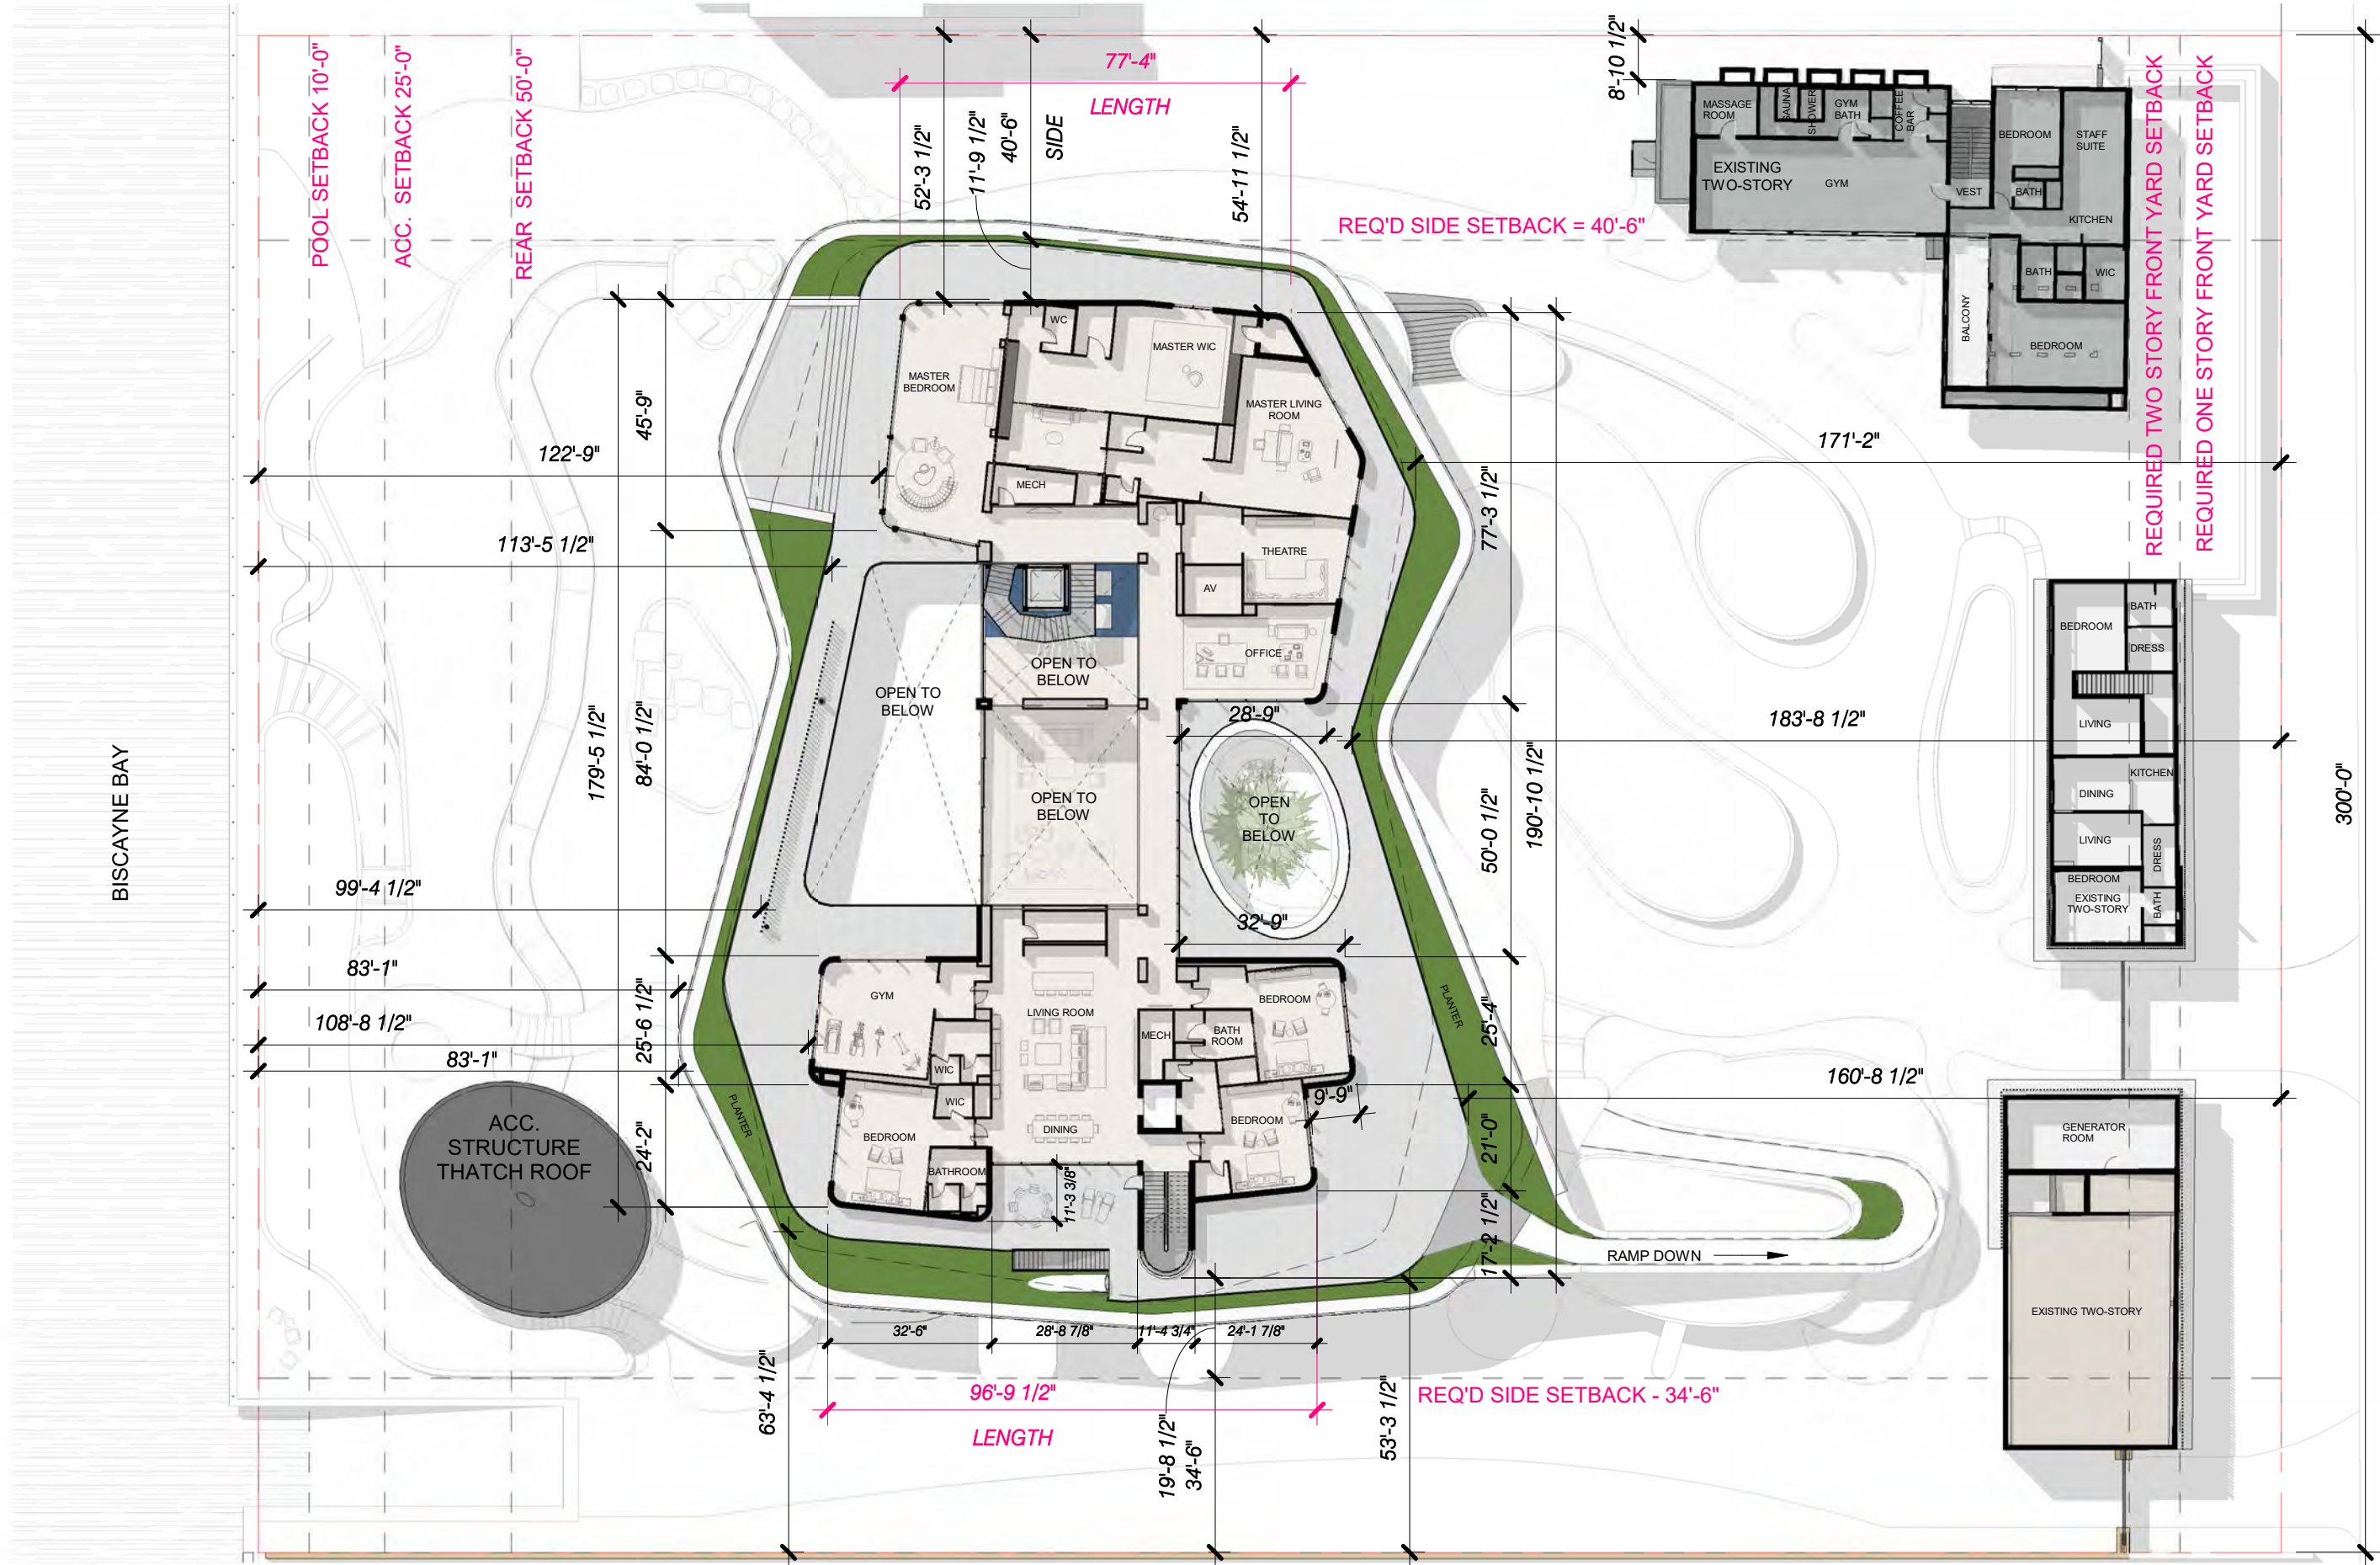 POOL SETBACK 10'-0"
ACC. SETBACK 25'-0"
REAR SETBACK 50'-0"
77'-4"
LENGTH
52'-3 1/2"
11'-9 1/2"
40'-6"
SIDE
54'-11 1/2"
8'-10 1/2"
REQ'D SIDE SETBACK = 40'-6"
REQUIRED TWO STORY FRONT YARD SETBACK
REQUIRED ONE STORY FRONT YARD SETBACK
MASSAGE
ROOM
SAUNA
SHOWER
GYM
BATH
COFFEE
BAR
EXISTING
TWO-STORY
GYM
VEST
BEDROOM
STAFF
SUITE
BATH
KITCHEN
BATH
WIC
BALCONY
BEDROOM
WC
MASTER WIC
MASTER
BEDROOM
MASTER LIVING
ROOM
MECH
THEATRE
AV
OFFICE
OPEN TO
BELOW
OPEN TO
BELOW
OPEN TO
BELOW
OPEN
TO
BELOW
45'-9"
122'-9"
113'-5 1/2"
179'-5 1/2"
84'-0 1/2"
99'-4 1/2"
83'-1"
108'-8 1/2"
83'-1"
25'-6 1/2"
24'-2"
BISCAYNE BAY
171'-2"
77'-3 1/2"
183'-8 1/2"
28'-9"
50'-0 1/2"
190'-10 1/2"
32'-9"
300'-0"
25'-4"
160'-8 1/2"
9'-9"
21'-0"
17'-2 1/2"
BEDROOM
BATH
DRESS
LIVING
KITCHEN
DINING
LIVING
DRESS
BEDROOM
EXISTING
TWO-STORY
BATH
GYM
LIVING ROOM
BEDROOM
MECH
BATH
ROOM
WIC
WIC
BEDROOM
DINING
BEDROOM
BATHROOM
11'-3 3/8"
PLANTER
PLANTER
ACC.
STRUCTURE
THATCH ROOF
GENERATOR
ROOM
RAMP DOWN
EXISTING TWO-STORY
32'-6"
28'-8 7/8"
11'-4 3/4"
24'-1 7/8"
96'-9 1/2"
LENGTH
63'-4 1/2"
19'-8 1/2"
34'-6"
53'-3 1/2"
REQ'D SIDE SETBACK - 34'-6"